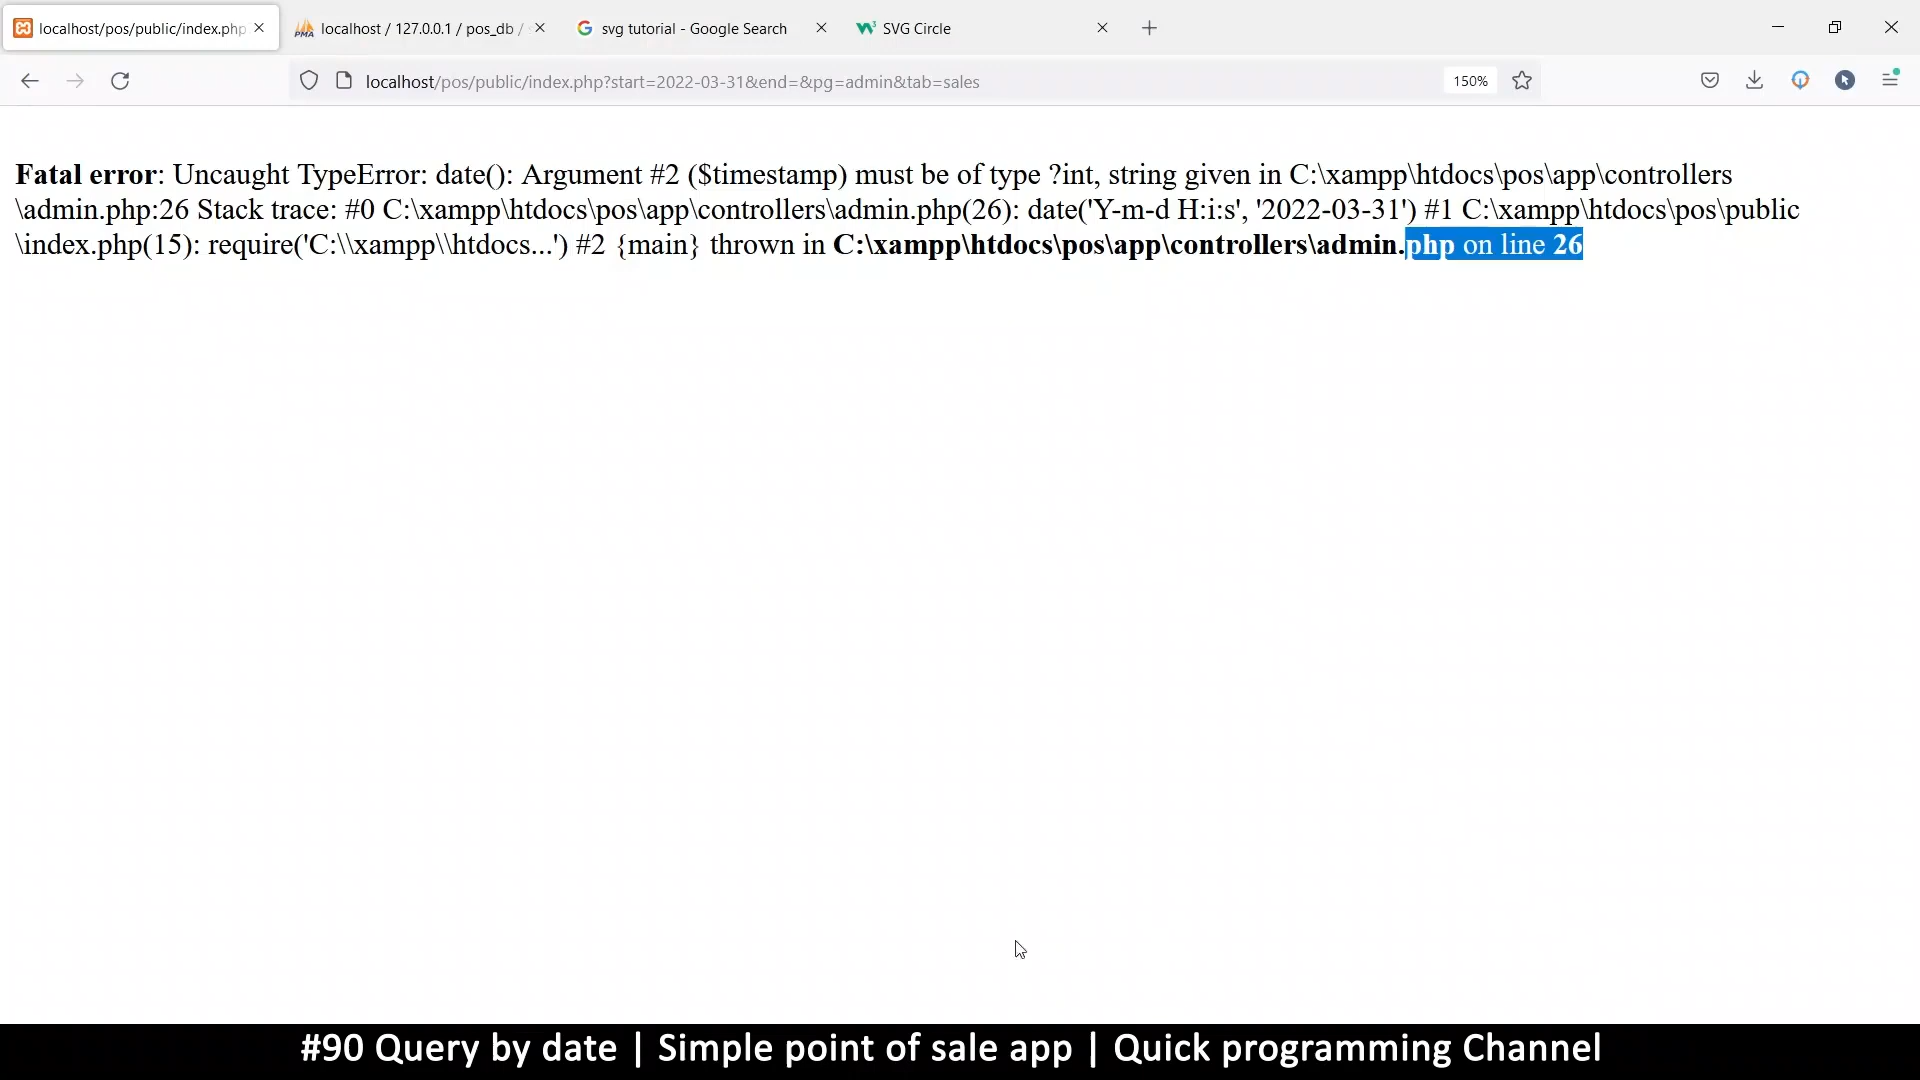 localhost/pos/public/index.php
localhost / 127.0.0.1 / pos_db /
svg tutorial - Google Search
SVG Circle
localhost/pos/public/index.php?start=2022-03-31&end=&pg=admin&tab=sales
150%
Fatal error: Uncaught TypeError: date(): Argument #2 ($timestamp) must be of type ?int, string given in C:\xampp\htdocs\pos\app\controllers
\admin.php:26 Stack trace: #0 C:\xampp\htdocs\pos\app\controllers\admin.php(26): date('Y-m-d H:i:s', '2022-03-31') #1 C:\xampp\htdocs\pos\public
\index.php(15): require('C:\\xampp\\htdocs...') #2 {main} thrown in C:\xampp\htdocs\pos\app\controllers\admin.php on line 26
#90 Query by date | Simple point of sale app | Quick programming Channel